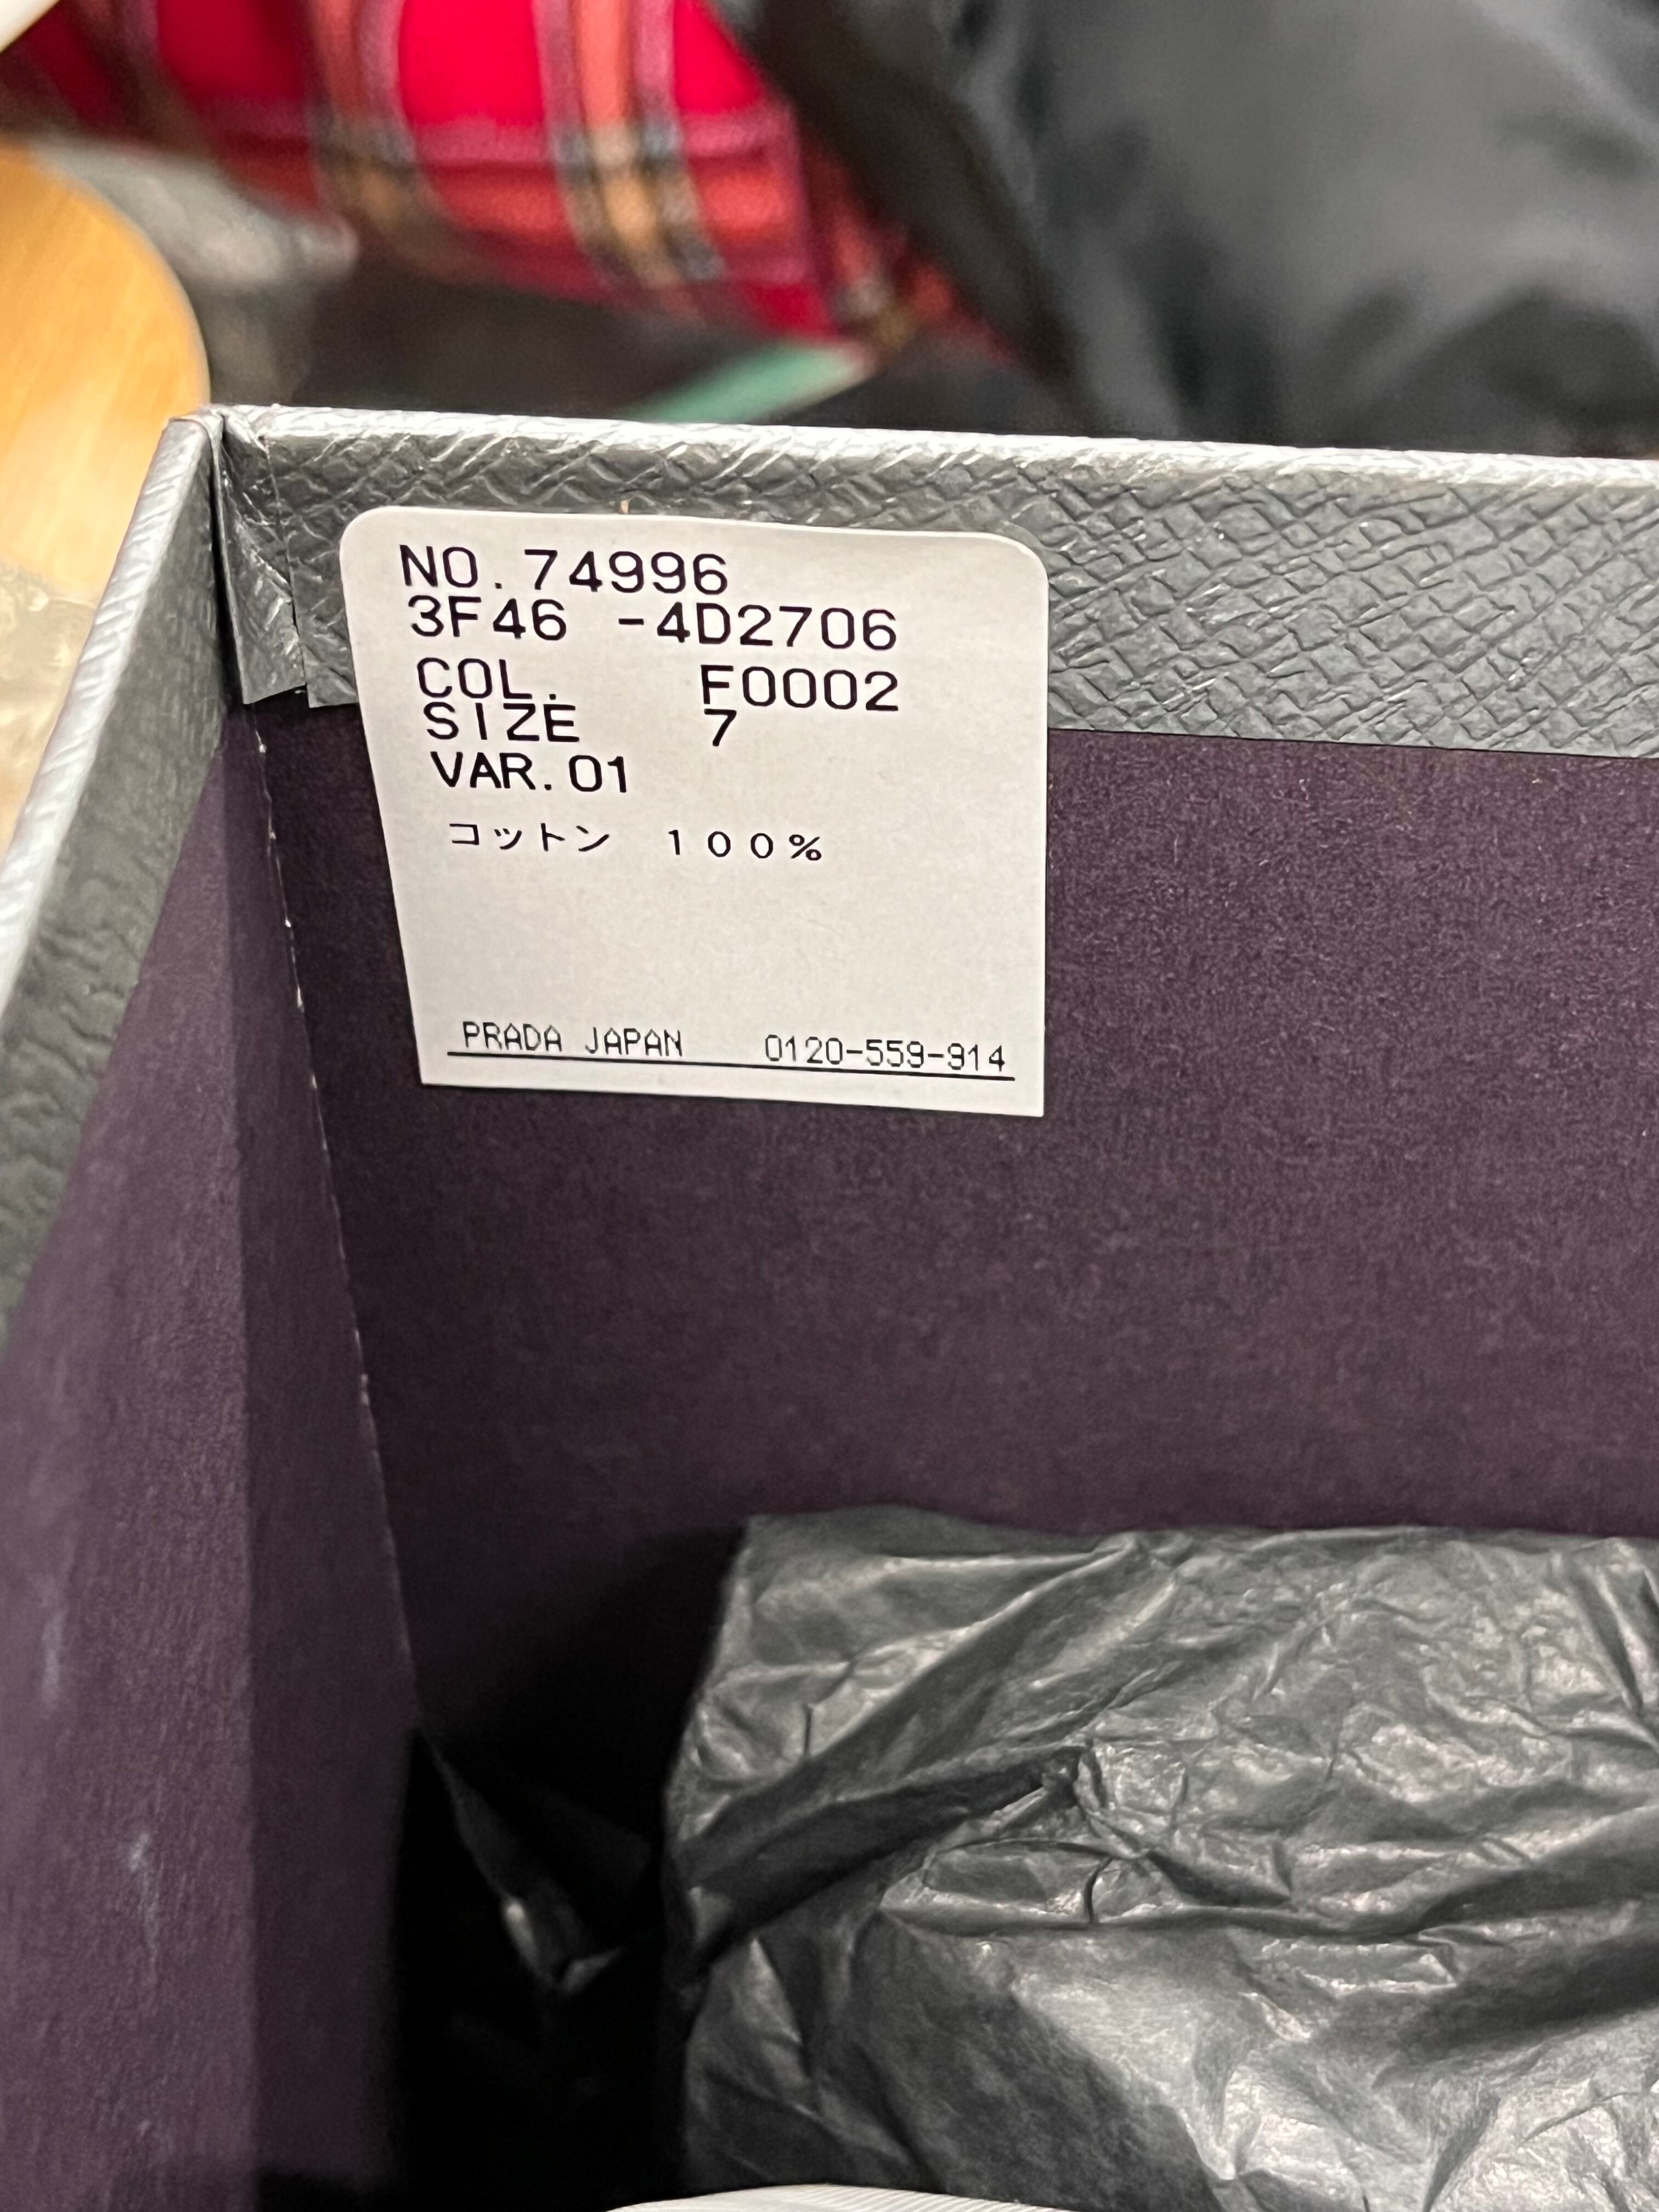 NO.74996
3F46 -4D2706
COL. F0002
SIZE 7
VAR.01
コットン １００％
PRADA JAPAN 0120-559-914